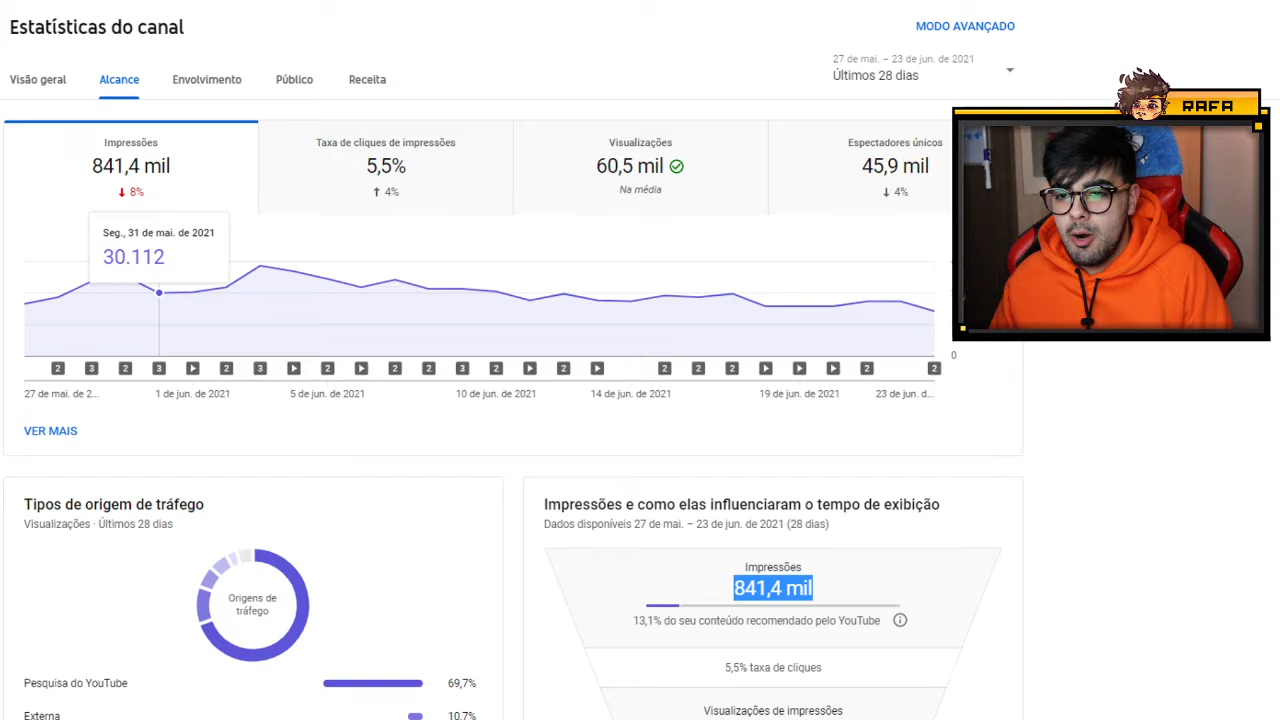 Estatísticas do canal
MODO AVANÇADO
Visão geral
Alcance
Envolvimento
Público
Receita
27 de mai. – 23 de jun. de 2021
Últimos 28 dias
RAFA
Impressões
841,4 mil
8%
Taxa de cliques de impressões
5,5%
4%
Visualizações
60,5 mil
Na média
Espectadores únicos
45,9 mil
4%
Seg., 31 de mai. de 2021
30.112
0
2 3 2 3 2 3 2 2 2 3 2 2 2 2 2 2 2
27 de mai. de 2...
1 de jun. de 2021
5 de jun. de 2021
10 de jun. de 2021
14 de jun. de 2021
19 de jun. de 2021
23 de jun. d...
VER MAIS
Tipos de origem de tráfego
Visualizações · Últimos 28 dias
Origens de
tráfego
Pesquisa do YouTube
69,7%
Externa
10,7%
Impressões e como elas influenciaram o tempo de exibição
Dados disponíveis 27 de mai. – 23 de jun. de 2021 (28 dias)
Impressões
841,4 mil
13,1% do seu conteúdo recomendado pelo YouTube
5,5% taxa de cliques
Visualizações de impressões